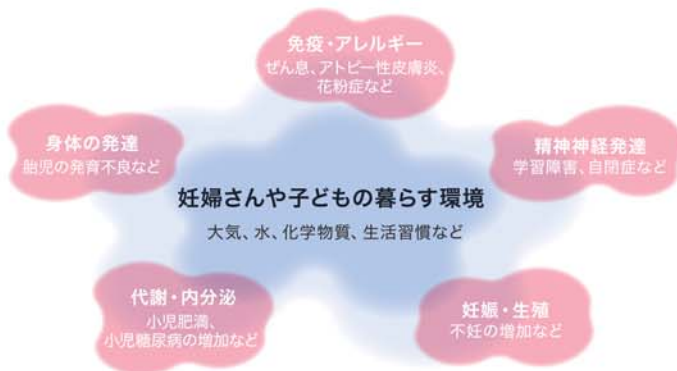 免疫・アレルギー
ぜん息、アトピー性皮膚炎、
花粉症など
身体の発達
胎児の発育不良など
精神神経発達
学習障害、自閉症など
妊婦さんや子どもの暮らす環境
大気、水、化学物質、生活習慣など
代謝・内分泌
小児肥満、
小児糖尿病の増加など
妊娠・生殖
不妊の増加など